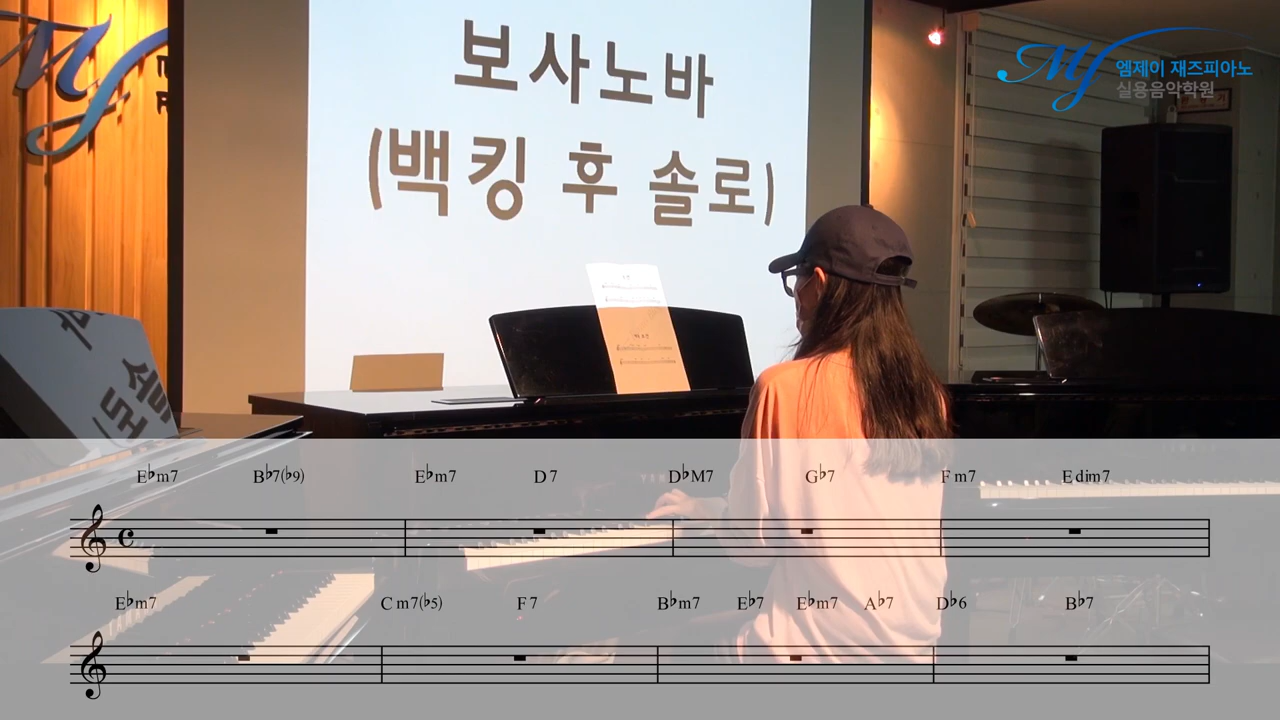 보사노바
(백킹 후 솔로)
엠제이 재즈피아노
실용음악학원
E♭m7 B♭7(♭9) E♭m7 D7 D♭M7 G♭7 Fm7 Edim7
E♭m7 Cm7(♭5) F7 B♭m7 E♭7 E♭m7 A♭7 D♭6 B♭7